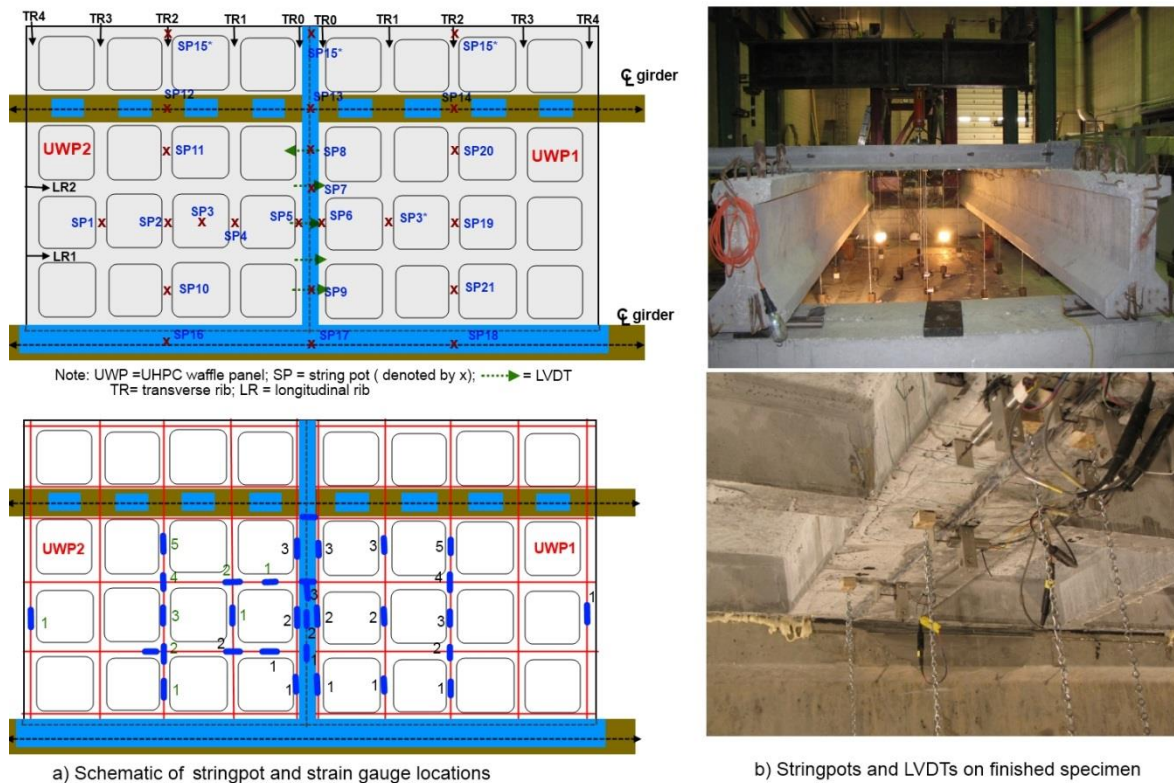 TR4 TR3 TR2 TR1 TR0 TR0 TR1 TR2 TR3 TR4
SP15* SP15* SP15*
℄ girder
SP12 SP13 SP14
UWP2 SP11 SP8 SP20 UWP1
LR2 SP7
SP1 SP2 SP3 SP4 SP5 SP6 SP3* SP19
LR1
SP10 SP9 SP21
℄ girder
SP16 SP17 SP18
Note: UWP =UHPC waffle panel; SP = string pot ( denoted by x); = LVDT
TR= transverse rib; LR = longitudinal rib
UWP2 5 3 3 3 5 UWP1
4 2 1 4
3
1 3 1 2 2 2 3 1
2
2 2 2
1 1
1 1 1 1 1
a) Schematic of stringpot and strain gauge locations
b) Stringpots and LVDTs on finished specimen